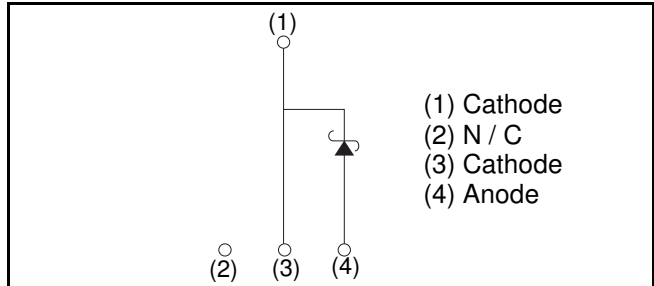 (1)
(1) Cathode
(2) N / C
(3) Cathode
(4) Anode
(2) (3) (4)